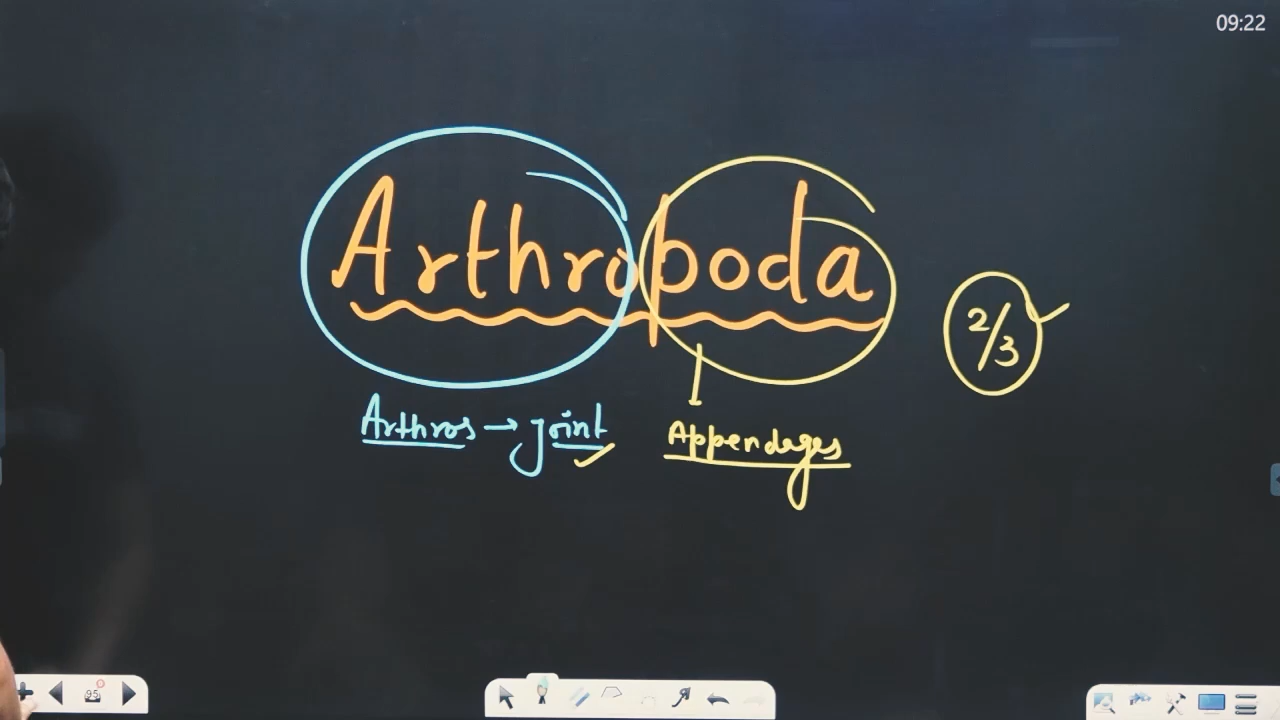 09:22
Arthropoda
2/3
Arthros → joint
Appendages
95